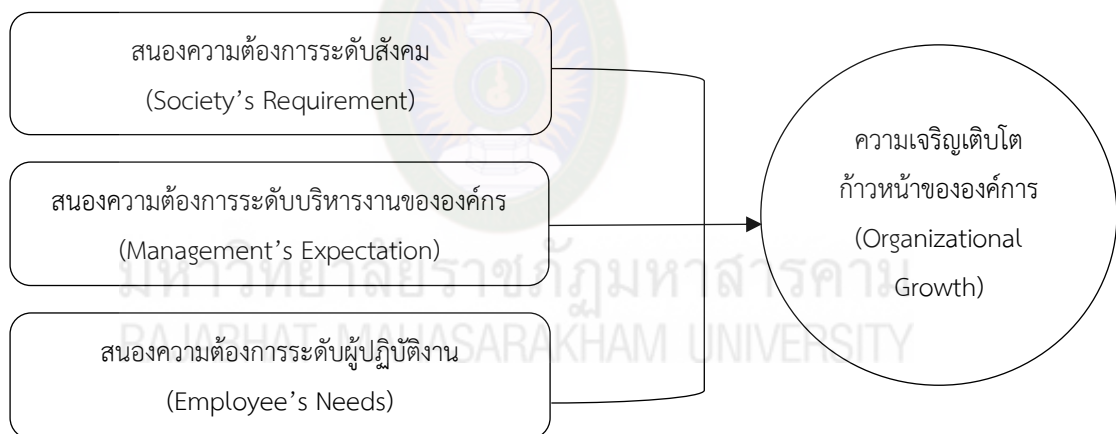 สนองความต้องการระดับสังคม
(Society's Requirement)
สนองความต้องการระดับบริหารงานขององค์กร
(Management's Expectation)
สนองความต้องการระดับผู้ปฏิบัติงาน
(Employee's Needs)
ความเจริญเติบโต
ก้าวหน้าขององค์การ
(Organizational
Growth)
มหาวิทยาลัยราชภัฏมหาสารคาม
RAJABHAT MAHASARAKHAM UNIVERSITY